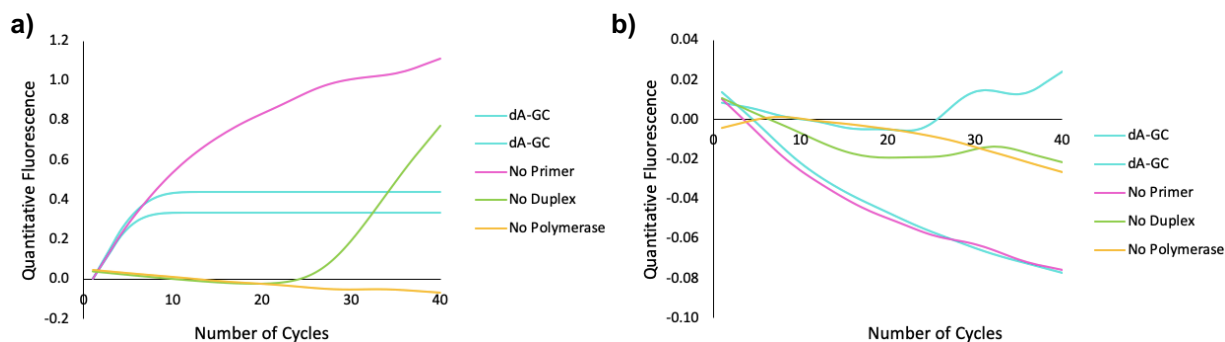 a)
1.2
1.0
0.8
0.6
0.4
0.2
0.0
-0.2
0
10
20
30
40
Quantitative Fluorescence
Number of Cycles
dA-GC
dA-GC
No Primer
No Duplex
No Polymerase
b)
0.04
0.02
0.00
-0.02
-0.04
-0.06
-0.08
-0.10
0
10
20
30
40
Quantitative Fluorescence
Number of Cycles
dA-GC
dA-GC
No Primer
No Duplex
No Polymerase